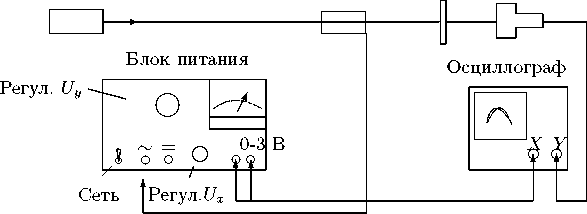 Блок питания
Осциллограф
Регул. U_y
0-3 В
X Y
~ =
Сеть Регул.U_x